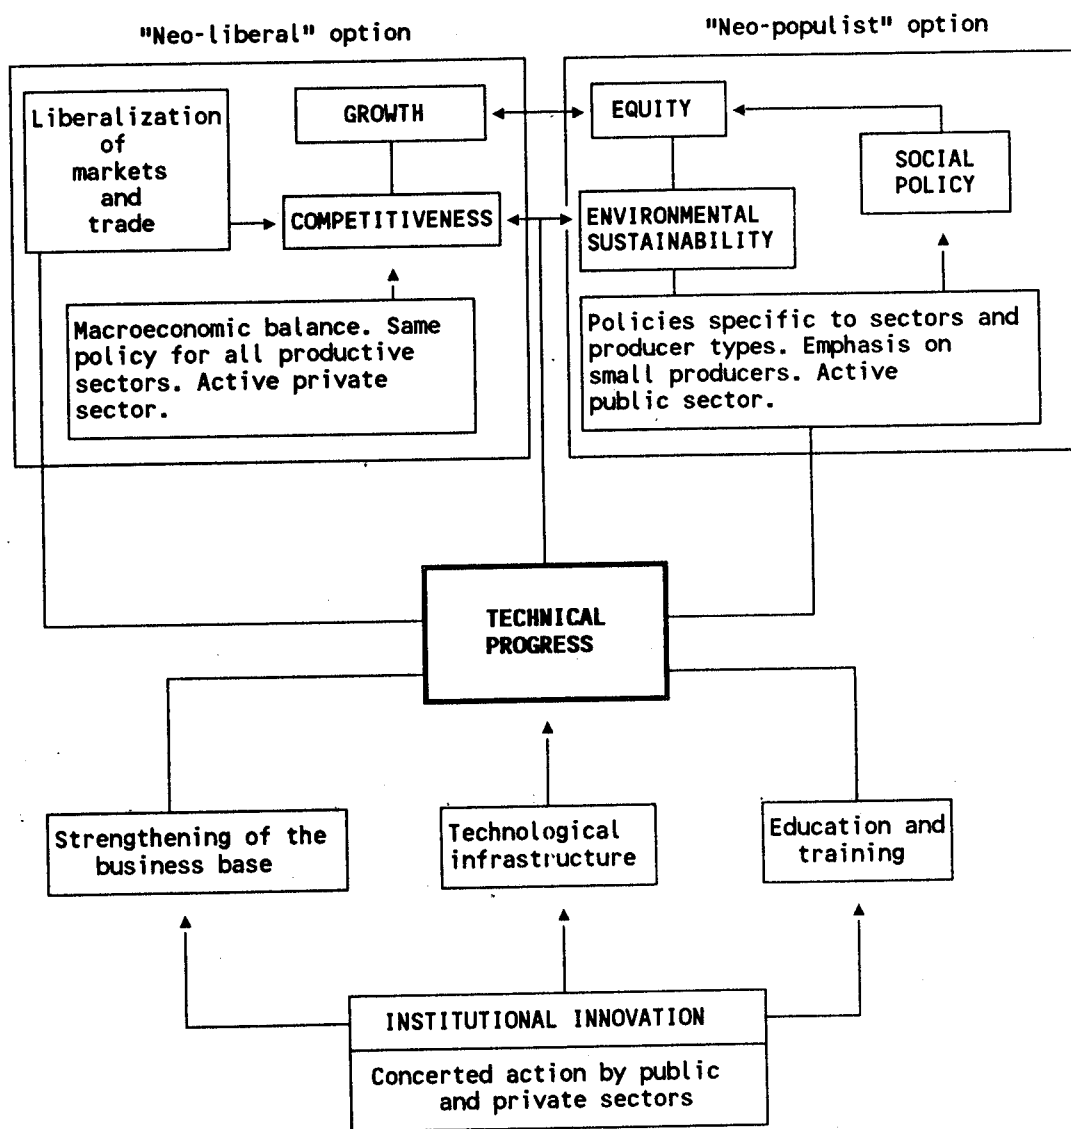 "Neo-liberal" option
"Neo-populist" option
Liberalization
of
markets
and
trade
GROWTH
COMPETITIVENESS
Macroeconomic balance. Same
policy for all productive
sectors. Active private
sector.
EQUITY
SOCIAL
POLICY
ENVIRONMENTAL
SUSTAINABILITY
Policies specific to sectors and
producer types. Emphasis on
small producers. Active
public sector.
TECHNICAL
PROGRESS
Strengthening of the
business base
Technological
infrastructure
Education and
training
INSTITUTIONAL INNOVATION
Concerted action by public
and private sectors